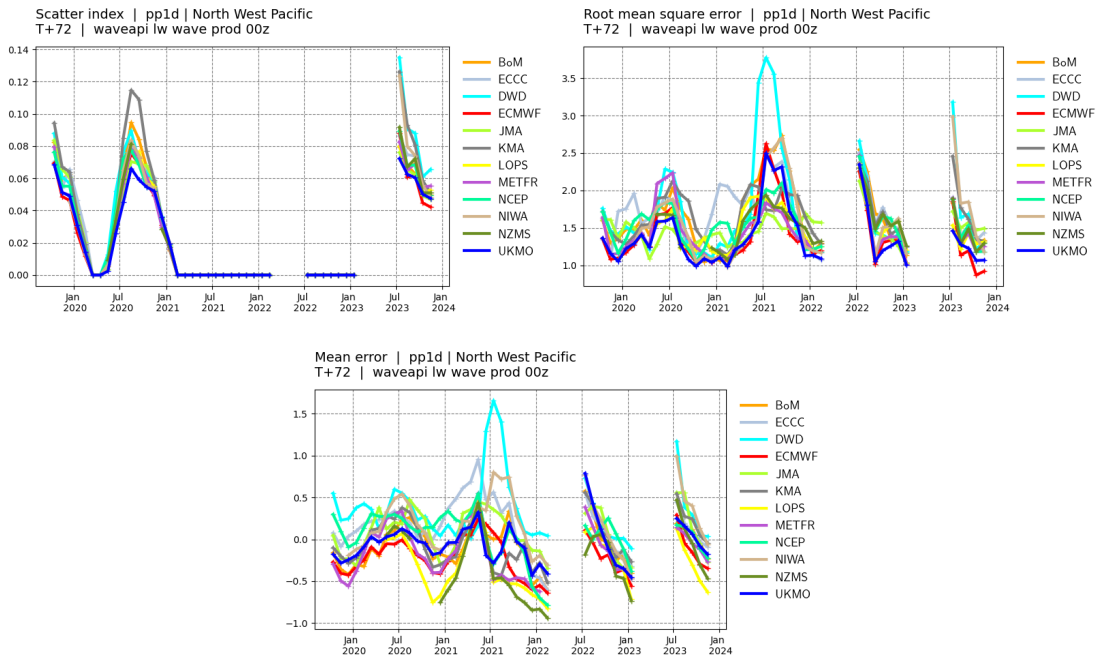 Scatter index | pp1d | North West Pacific
T+72 | waveapi lw wave prod 00z
0.14
0.12
0.10
0.08
0.06
0.04
0.02
0.00
Jan Jul Jan Jul Jan Jul Jan Jul Jan
2020 2020 2021 2021 2022 2022 2023 2023 2024
BoM
ECCC
DWD
ECMWF
JMA
KMA
LOPS
METFR
NCEP
NIWA
NZMS
UKMO
Root mean square error | pp1d | North West Pacific
T+72 | waveapi lw wave prod 00z
3.5
3.0
2.5
2.0
1.5
1.0
Jan Jul Jan Jul Jan Jul Jan Jul Jan
2020 2020 2021 2021 2022 2022 2023 2023 2024
BoM
ECCC
DWD
ECMWF
JMA
KMA
LOPS
METFR
NCEP
NIWA
NZMS
UKMO
Mean error | pp1d | North West Pacific
T+72 | waveapi lw wave prod 00z
1.5
1.0
0.5
0.0
−0.5
−1.0
Jan Jul Jan Jul Jan Jul Jan Jul Jan
2020 2020 2021 2021 2022 2022 2023 2023 2024
BoM
ECCC
DWD
ECMWF
JMA
KMA
LOPS
METFR
NCEP
NIWA
NZMS
UKMO